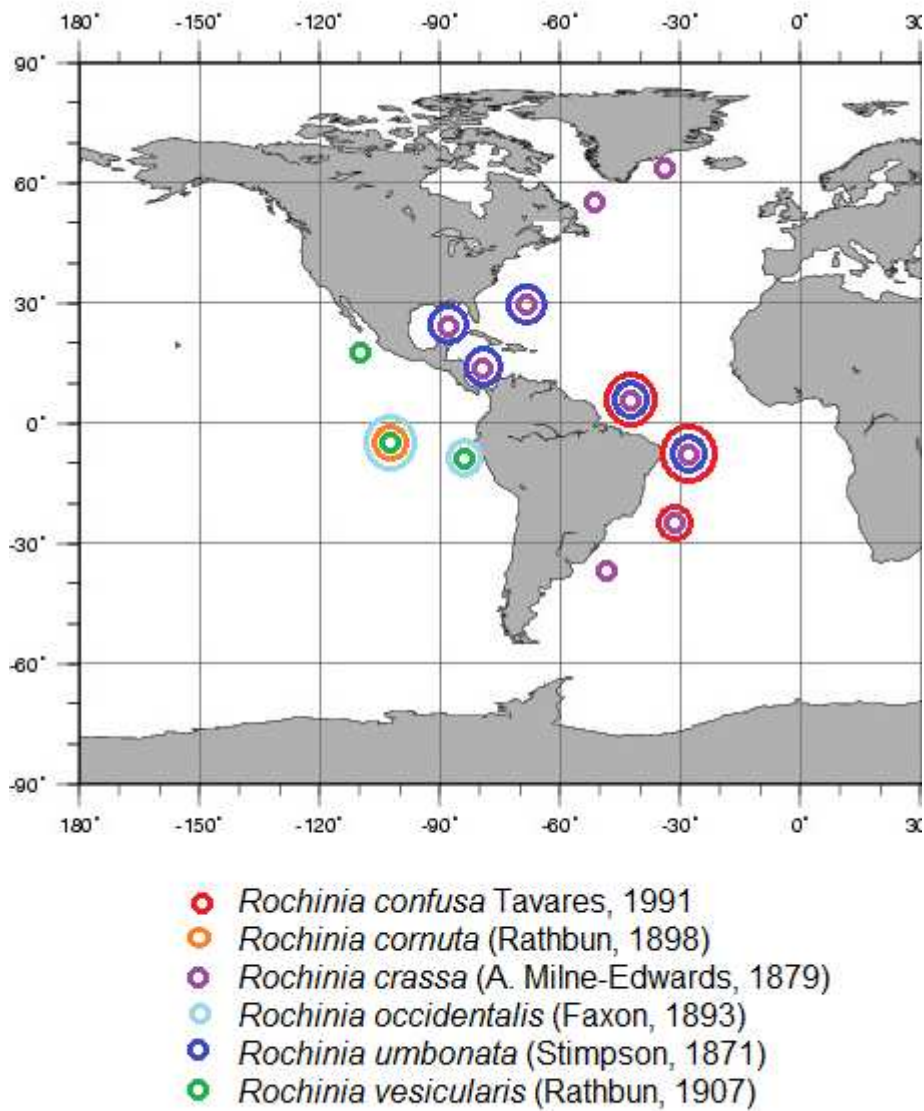 180˚ -150˚ -120˚ -90˚ -60˚ -30˚ 0˚ 30
90˚
60˚
30˚
0˚
-30˚
-60˚
-90˚
180˚ -150˚ -120˚ -90˚ -60˚ -30˚ 0˚ 30
Rochinia confusa Tavares, 1991
Rochinia cornuta (Rathbun, 1898)
Rochinia crassa (A. Milne-Edwards, 1879)
Rochinia occidentalis (Faxon, 1893)
Rochinia umbonata (Stimpson, 1871)
Rochinia vesicularis (Rathbun, 1907)